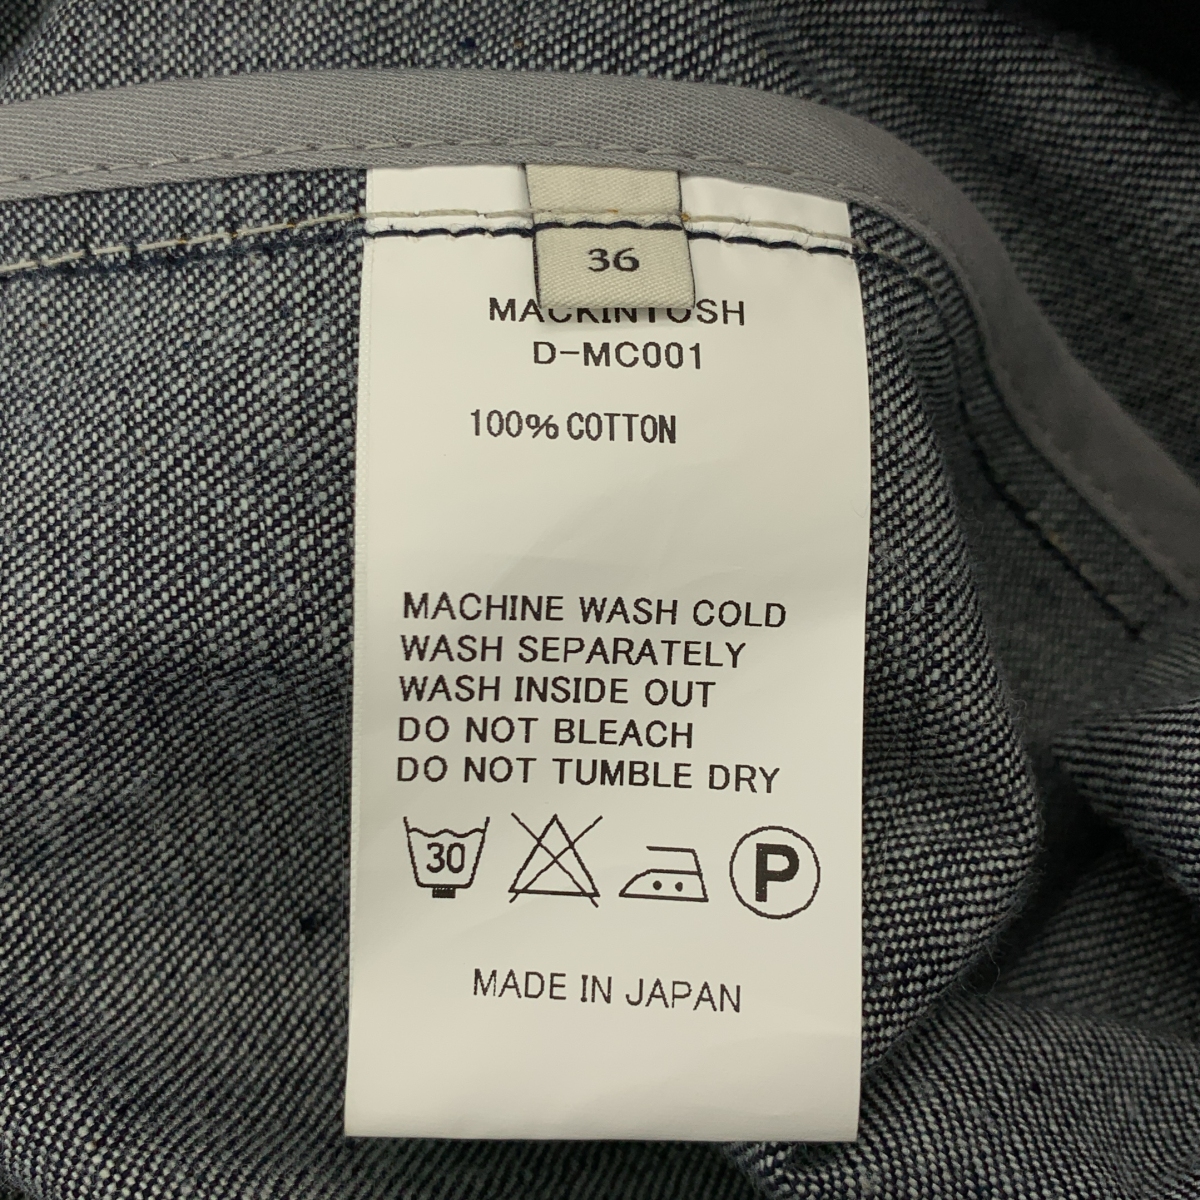 36
MACKINTOSH
D-MC001
100% COTTON
MACHINE WASH COLD
WASH SEPARATELY
WASH INSIDE OUT
DO NOT BLEACH
DO NOT TUMBLE DRY
30 P
MADE IN JAPAN